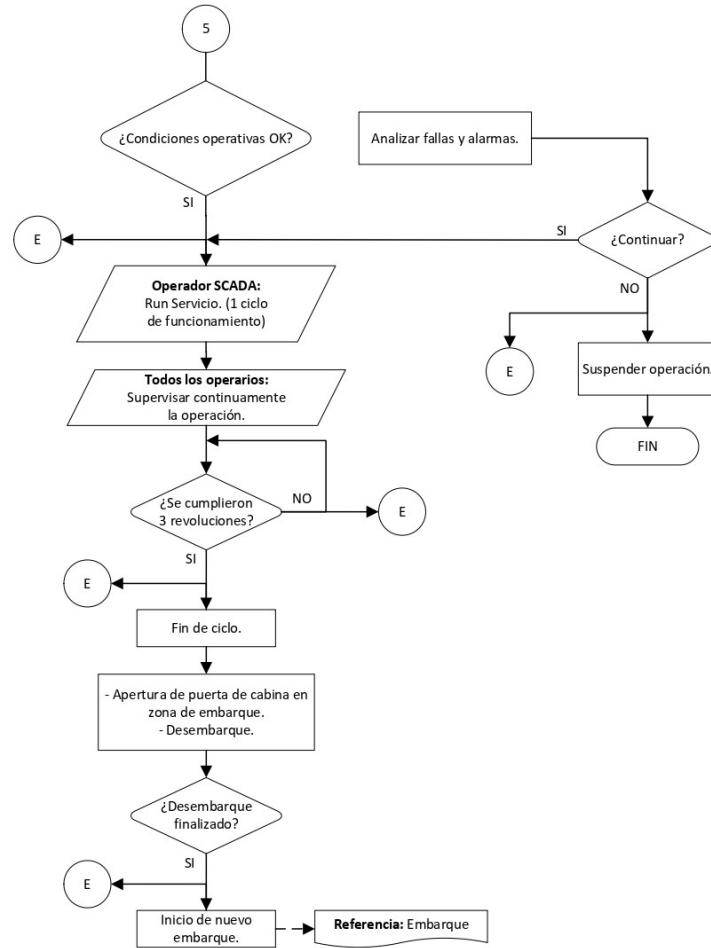 5
¿Condiciones operativas OK?
Analizar fallas y alarmas.
SI
E
SI
¿Continuar?
Operador SCADA:
Run Servicio. (1 ciclo
de funcionamiento)
NO
E
Suspender operación.
Todos los operarios:
Supervisar continuamente
la operación.
FIN
¿Se cumplieron
3 revoluciones?
NO
E
SI
E
Fin de ciclo.
- Apertura de puerta de cabina en
zona de embarque.
- Desembarque.
¿Desembarque
finalizado?
SI
E
Inicio de nuevo
embarque.
Referencia: Embarque